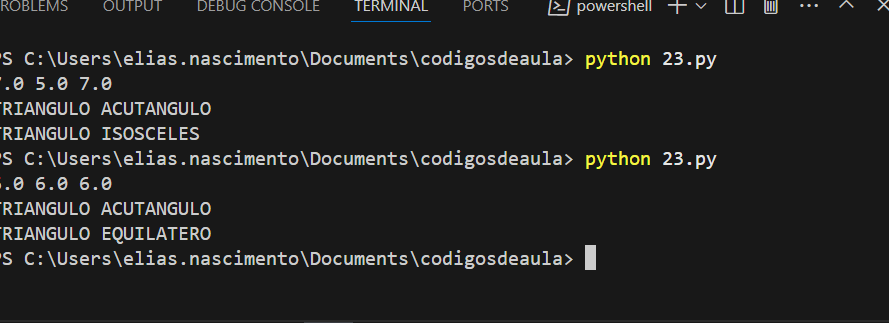 PROBLEMS OUTPUT DEBUG CONSOLE TERMINAL PORTS powershell
PS C:\Users\elias.nascimento\Documents\codigosdeaula> python 23.py
7.0 5.0 7.0
TRIANGULO ACUTANGULO
TRIANGULO ISOSCELES
PS C:\Users\elias.nascimento\Documents\codigosdeaula> python 23.py
6.0 6.0 6.0
TRIANGULO ACUTANGULO
TRIANGULO EQUILATERO
PS C:\Users\elias.nascimento\Documents\codigosdeaula>